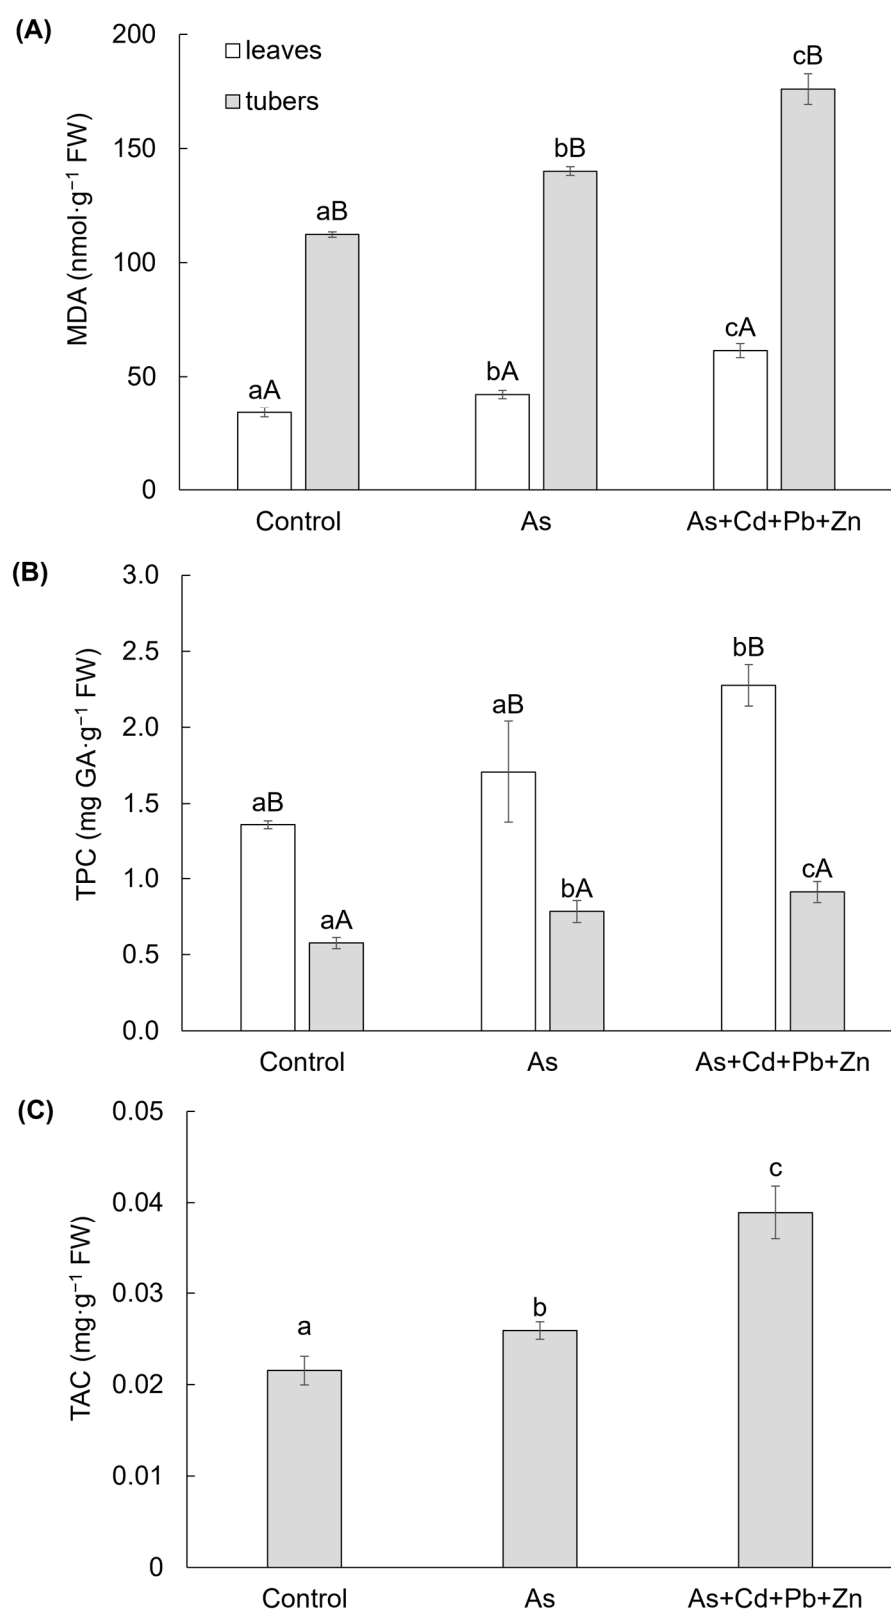 (A)
200
leaves
cB
tubers
150
bB
aB
MDA (nmol·g⁻¹ FW)
100
cA
50
bA
aA
0
Control
As
As+Cd+Pb+Zn
(B)
3.0
2.5
bB
2.0
aB
TPC (mg GA·g⁻¹ FW)
1.5
aB
1.0
bA
cA
aA
0.5
0.0
Control
As
As+Cd+Pb+Zn
(C)
0.05
c
0.04
TAC (mg·g⁻¹ FW)
0.03
a
b
0.02
0.01
0
Control
As
As+Cd+Pb+Zn